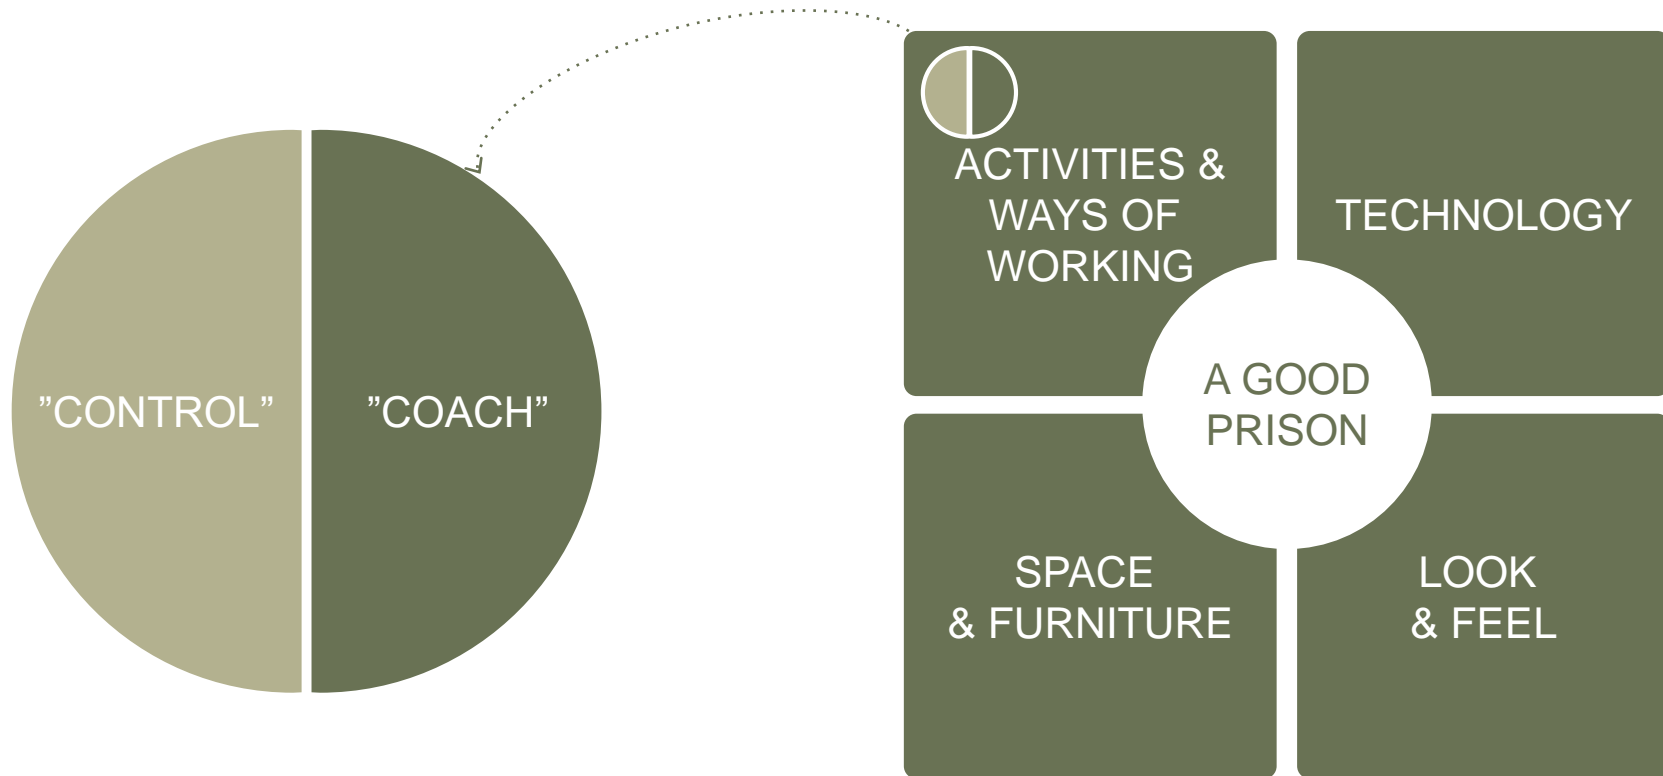 ”CONTROL”
”COACH”
ACTIVITIES &
WAYS OF
WORKING
TECHNOLOGY
A GOOD
PRISON
SPACE
& FURNITURE
LOOK
& FEEL